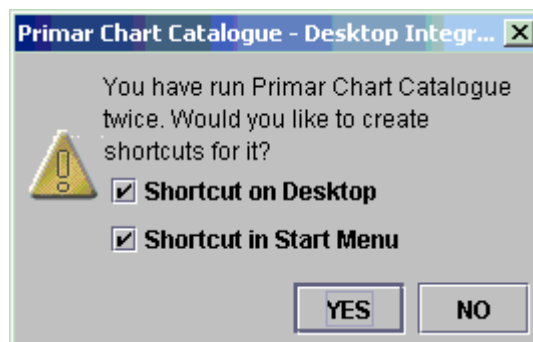 Primar Chart Catalogue - Desktop Integr...
You have run Primar Chart Catalogue
twice. Would you like to create
shortcuts for it?
Shortcut on Desktop
Shortcut in Start Menu
YES NO